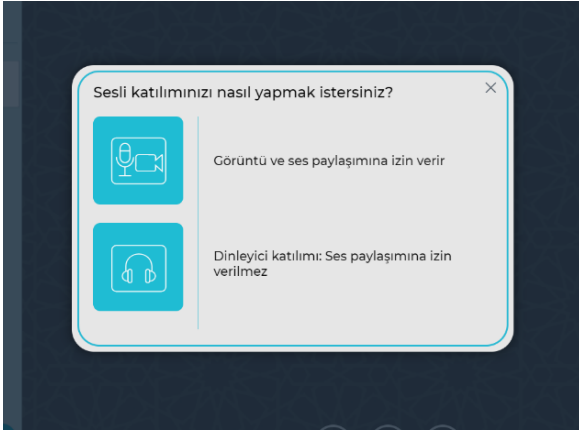 Sesli katılımınızı nasıl yapmak istersiniz?
Görüntü ve ses paylaşımına izin verir
Dinleyici katılımı: Ses paylaşımına izin
verilmez